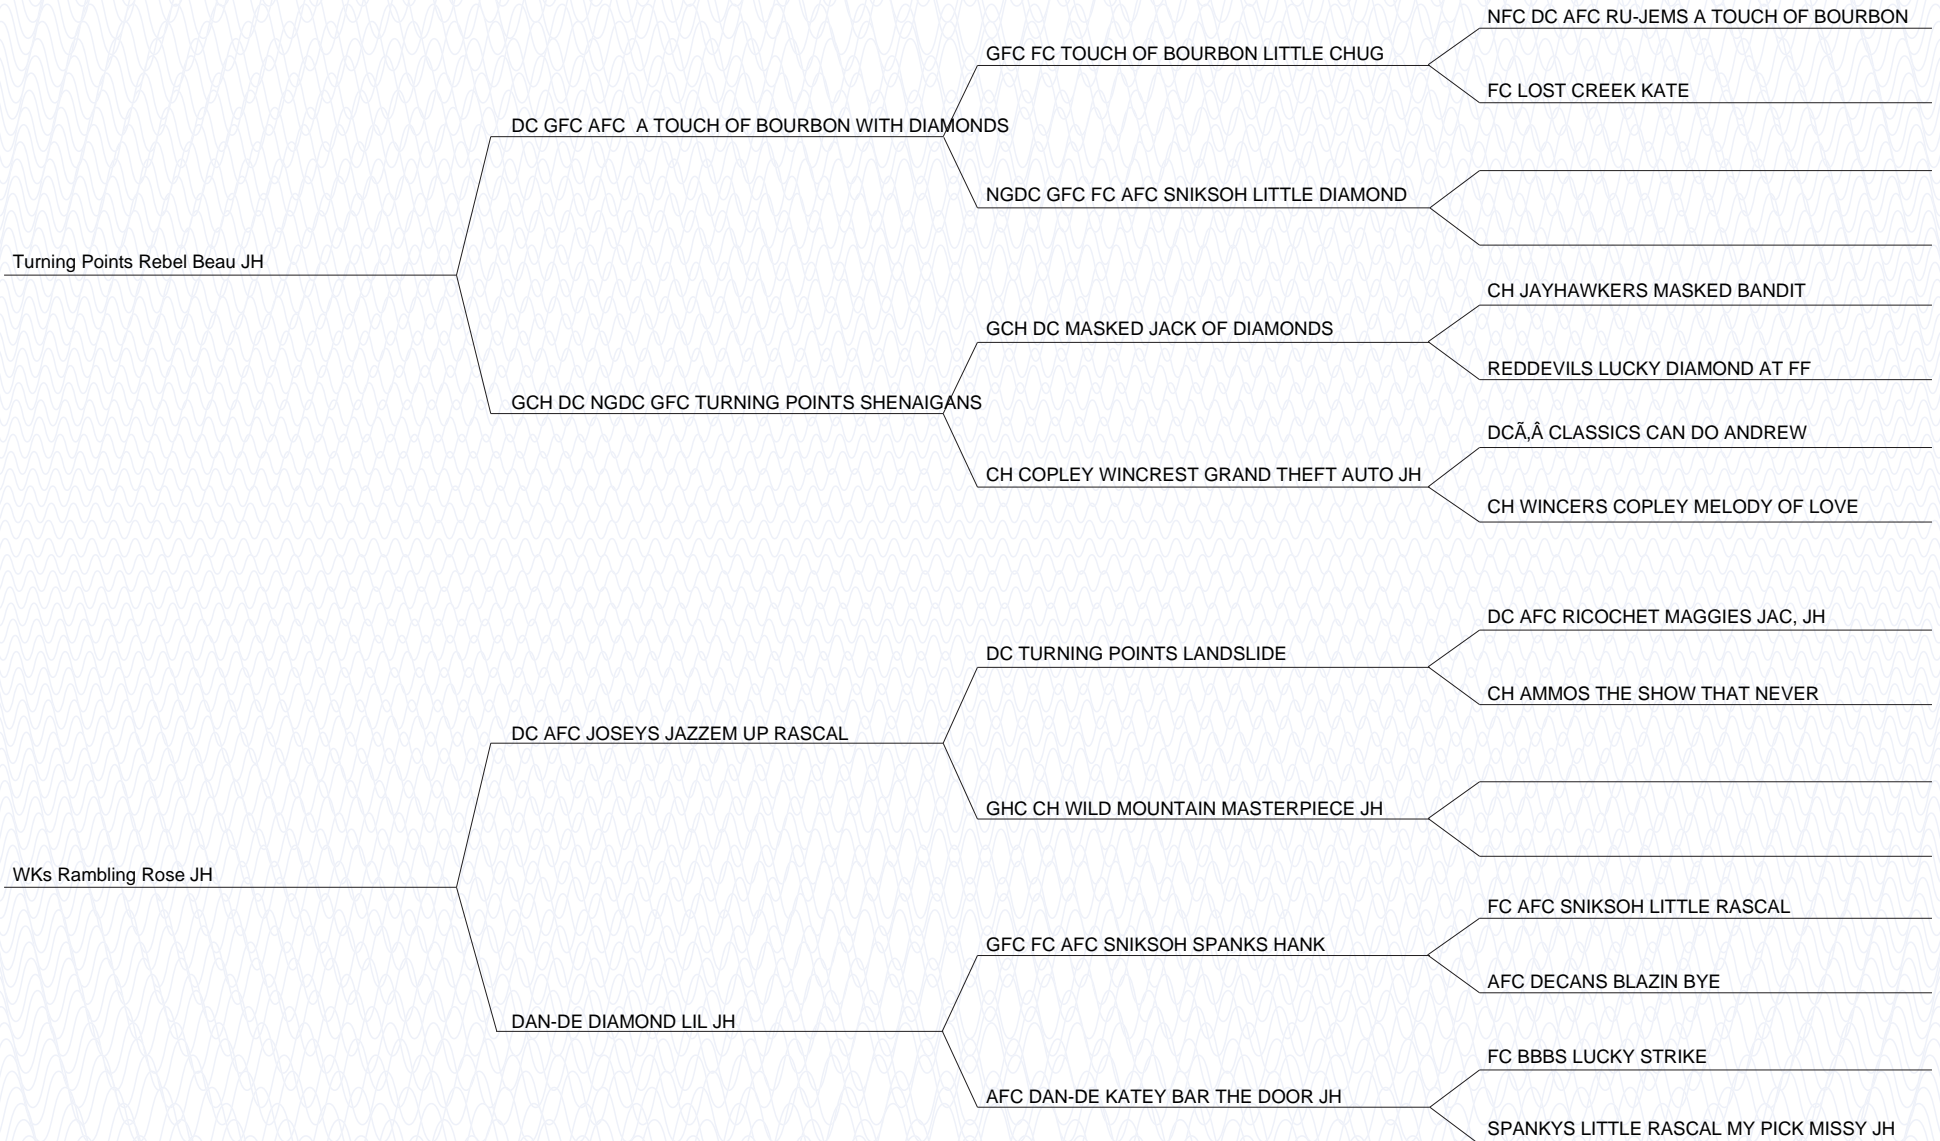 NFC DC AFC RU-JEMS A TOUCH OF BOURBON
GFC FC TOUCH OF BOURBON LITTLE CHUG
FC LOST CREEK KATE
DC GFC AFC  A TOUCH OF BOURBON WITH DIAMONDS
NGDC GFC FC AFC SNIKSOH LITTLE DIAMOND
Turning Points Rebel Beau JH
CH JAYHAWKERS MASKED BANDIT
GCH DC MASKED JACK OF DIAMONDS
REDDEVILS LUCKY DIAMOND AT FF
GCH DC NGDC GFC TURNING POINTS SHENAIGANS
DCÃ‚Â CLASSICS CAN DO ANDREW
CH COPLEY WINCREST GRAND THEFT AUTO JH
CH WINCERS COPLEY MELODY OF LOVE
DC AFC RICOCHET MAGGIES JAC, JH
DC TURNING POINTS LANDSLIDE
CH AMMOS THE SHOW THAT NEVER
DC AFC JOSEYS JAZZEM UP RASCAL
GHC CH WILD MOUNTAIN MASTERPIECE JH
WKs Rambling Rose JH
FC AFC SNIKSOH LITTLE RASCAL
GFC FC AFC SNIKSOH SPANKS HANK
AFC DECANS BLAZIN BYE
DAN-DE DIAMOND LIL JH
FC BBBS LUCKY STRIKE
AFC DAN-DE KATEY BAR THE DOOR JH
SPANKYS LITTLE RASCAL MY PICK MISSY JH